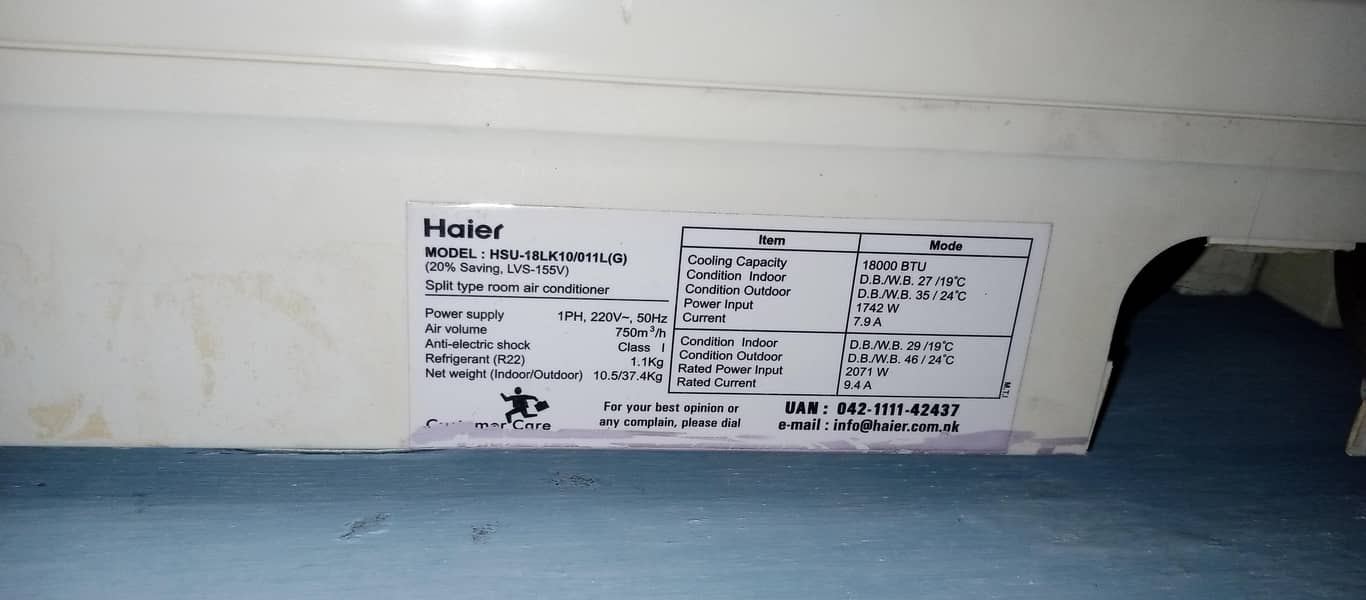 Haier
MODEL : HSU-18LK10/011L(G)
(20% Saving, LVS-155V)
Split type room air conditioner
Power supply 1PH, 220V~, 50Hz
Air volume 750m³/h
Anti-electric shock Class I
Refrigerant (R22) 1.1Kg
Net weight (Indoor/Outdoor) 10.5/37.4Kg
Item Mode
Cooling Capacity 18000 BTU
Condition Indoor D.B./W.B. 27 /19°C
Condition Outdoor D.B./W.B. 35 / 24°C
Power Input 1742 W
Current 7.9 A
Condition Indoor D.B./W.B. 29 /19°C
Condition Outdoor D.B./W.B. 46 / 24°C
Rated Power Input 2071 W
Rated Current 9.4 A
M.T.I
Care
For your best opinion or
any complain, please dial
UAN : 042-1111-42437
e-mail : info@haier.com.pk